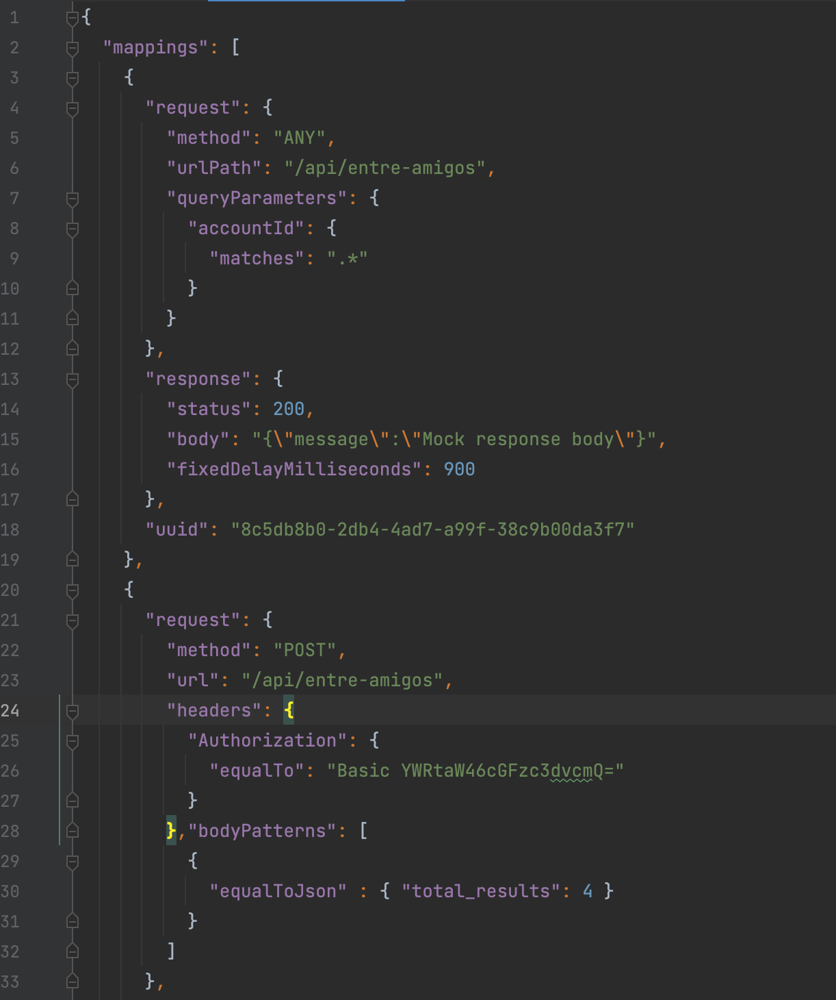 1 {
2 "mappings": [
3 {
4 "request": {
5 "method": "ANY",
6 "urlPath": "/api/entre-amigos",
7 "queryParameters": {
8 "accountId": {
9 "matches": ".*"
10 }
11 }
12 },
13 "response": {
14 "status": 200,
15 "body": "{\"message\":\"Mock response body\"}",
16 "fixedDelayMilliseconds": 900
17 },
18 "uuid": "8c5db8b0-2db4-4ad7-a99f-38c9b00da3f7"
19 },
20 {
21 "request": {
22 "method": "POST",
23 "url": "/api/entre-amigos",
24 "headers": {
25 "Authorization": {
26 "equalTo": "Basic YWRtaW46cGFzc3dvcmQ="
27 }
28 },"bodyPatterns": [
29 {
30 "equalToJson" : { "total_results": 4 }
31 }
32 ]
33 },